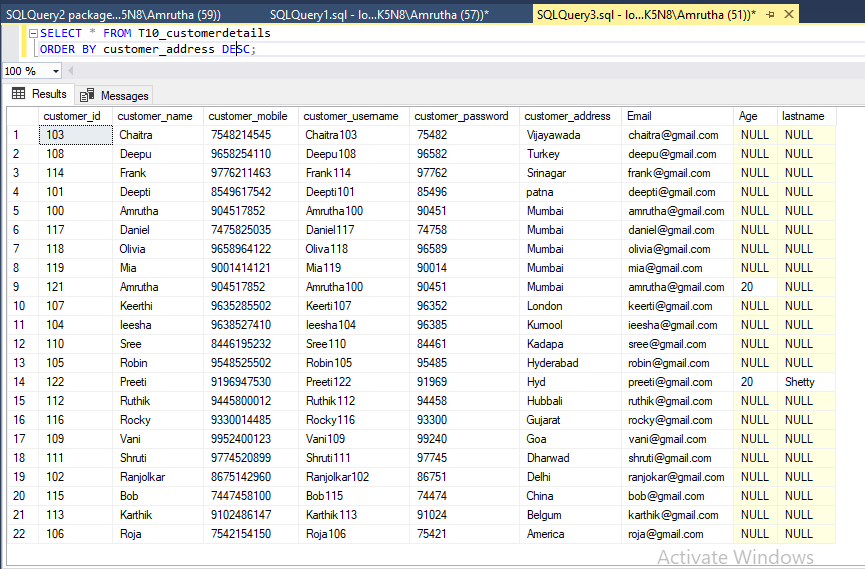 SQLQuery2 package...5N8\Amrutha (59)) SQLQuery1.sql - lo...K5N8\Amrutha (57))* SQLQuery3.sql - lo...K5N8\Amrutha (51))*
SELECT * FROM T10_customerdetails
ORDER BY customer_address DESC;
100 %
Results Messages
customer_id customer_name customer_mobile customer_username customer_password customer_address Email Age lastname
1 103 Chaitra 7548214545 Chaitra103 75482 Vijayawada chaitra@gmail.com NULL NULL
2 108 Deepu 9658254110 Deepu108 96582 Turkey deepu@gmail.com NULL NULL
3 114 Frank 9776211463 Frank114 97762 Srinagar frank@gmail.com NULL NULL
4 101 Deepti 8549617542 Deepti101 85496 patna deepti@gmail.com NULL NULL
5 100 Amrutha 904517852 Amrutha100 90451 Mumbai amrutha@gmail.com NULL NULL
6 117 Daniel 7475825035 Daniel117 74758 Mumbai daniel@gmail.com NULL NULL
7 118 Olivia 9658964122 Oliva118 96589 Mumbai olivia@gmail.com NULL NULL
8 119 Mia 9001414121 Mia119 90014 Mumbai mia@gmail.com NULL NULL
9 121 Amrutha 904517852 Amrutha100 90451 Mumbai amrutha@gmail.com 20 NULL
10 107 Keerthi 9635285502 Keerti107 96352 London keerti@gmail.com NULL NULL
11 104 Ieesha 9638527410 Ieesha104 96385 Kurnool ieesha@gmail.com NULL NULL
12 110 Sree 8446195232 Sree110 84461 Kadapa sree@gmail.com NULL NULL
13 105 Robin 9548525502 Robin105 95485 Hyderabad robin@gmail.com NULL NULL
14 122 Preeti 9196947530 Preeti122 91969 Hyd preeti@gmail.com 20 Shetty
15 112 Ruthik 9445800012 Ruthik112 94458 Hubbali ruthik@gmail.com NULL NULL
16 116 Rocky 9330014485 Rocky116 93300 Gujarat rocky@gmail.com NULL NULL
17 109 Vani 9952400123 Vani109 99240 Goa vani@gmail.com NULL NULL
18 111 Shruti 9774520899 Shruti111 97745 Dharwad shruti@gmail.com NULL NULL
19 102 Ranjolkar 8675142960 Ranjolkar102 86751 Delhi ranjokar@gmail.com NULL NULL
20 115 Bob 7447458100 Bob115 74474 China bob@gmail.com NULL NULL
21 113 Karthik 9102486147 Karthik113 91024 Belgum karthik@gmail.com NULL NULL
22 106 Roja 7542154150 Roja106 75421 America roja@gmail.com NULL NULL
Activate Windows